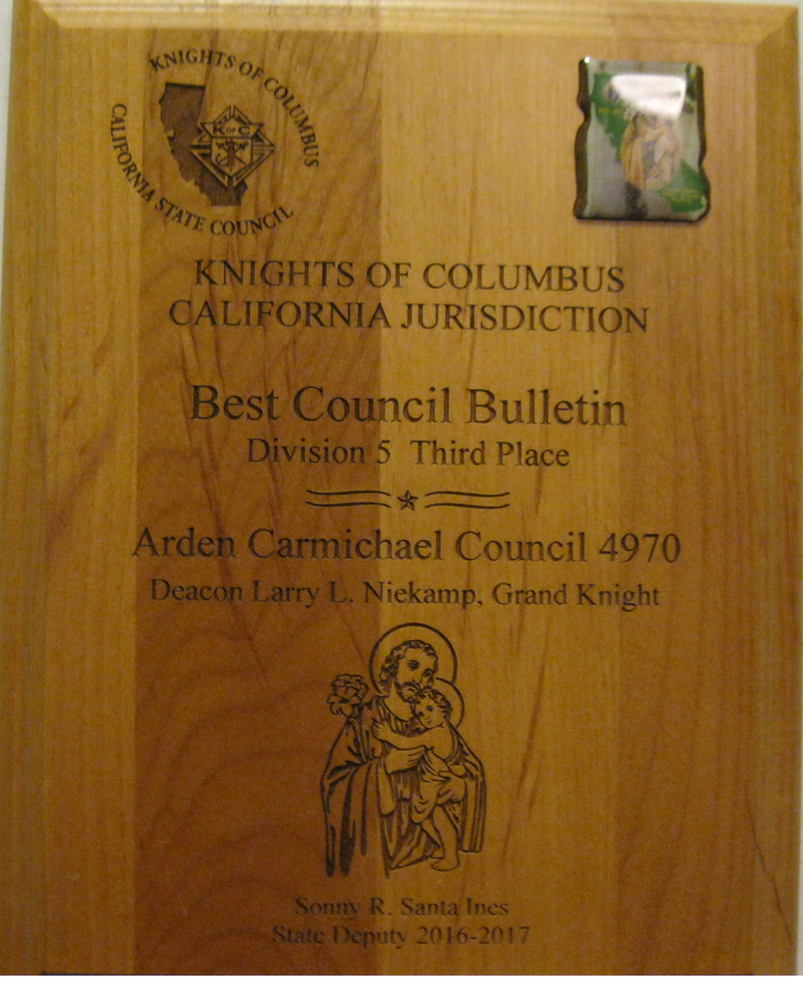 KNIGHTS OF COLUMBUS
K OF C
CALIFORNIA STATE COUNCIL
KNIGHTS OF COLUMBUS
CALIFORNIA JURISDICTION
Best Council Bulletin
Division 5 Third Place
Arden Carmichael Council 4970
Deacon Larry L. Niekamp, Grand Knight
Sonny R. Santa Ines
State Deputy 2016-2017